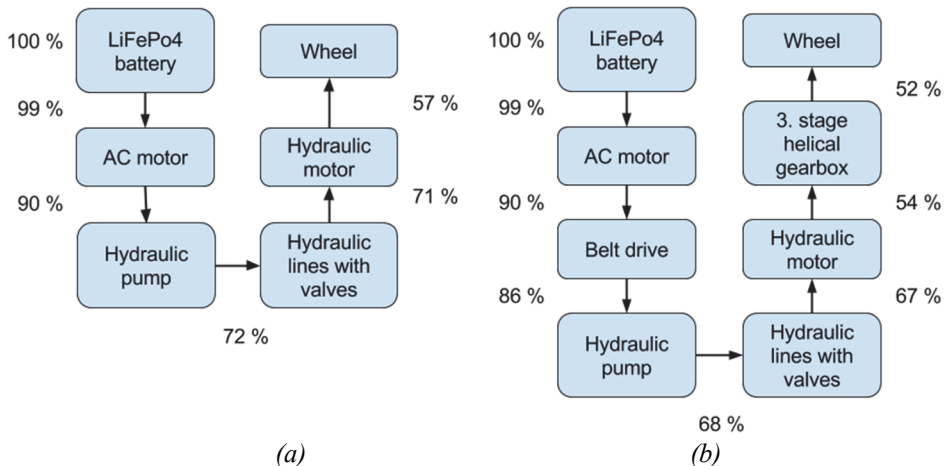 100 %
LiFePo4
battery
99 %
AC motor
90 %
Hydraulic
pump
72 %
Hydraulic
lines with
valves
71 %
Hydraulic
motor
57 %
Wheel
(a)
100 %
LiFePo4
battery
99 %
AC motor
90 %
Belt drive
86 %
Hydraulic
pump
68 %
Hydraulic
lines with
valves
67 %
Hydraulic
motor
54 %
3. stage
helical
gearbox
52 %
Wheel
(b)